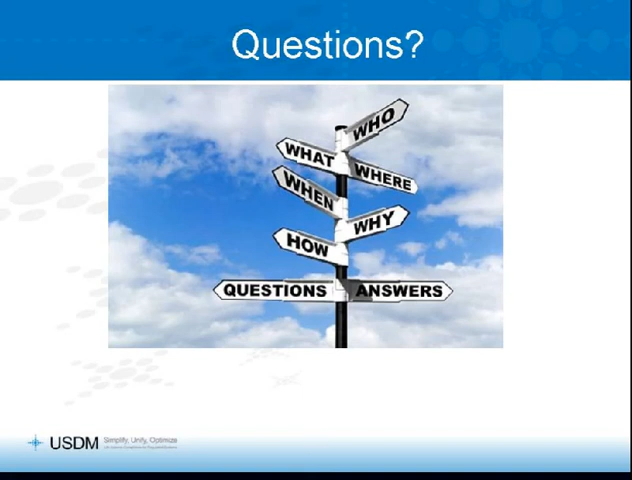 Questions?
WHO
WHAT
WHERE
WHEN
WHY
HOW
QUESTIONS
ANSWERS
USDM
Simplify, Unify, Optimize